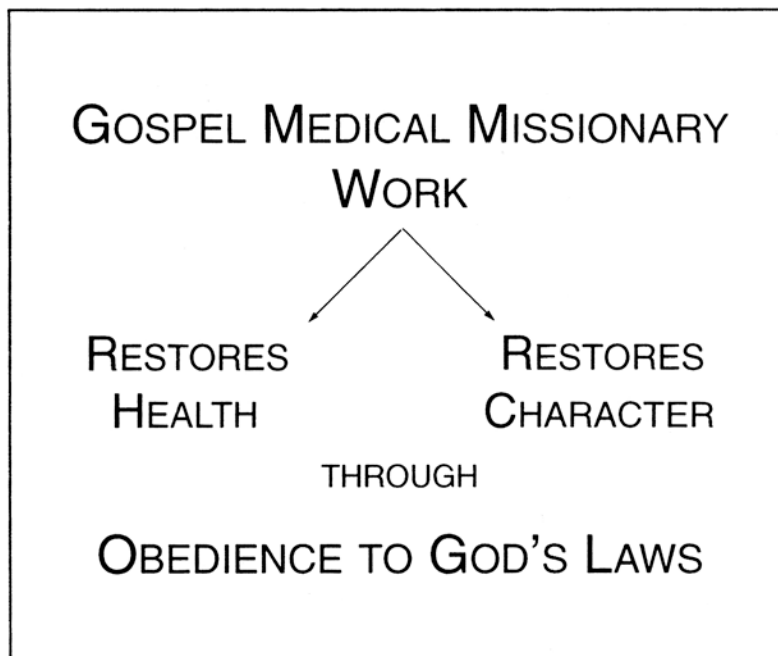 GOSPEL MEDICAL MISSIONARY
WORK
RESTORES RESTORES
HEALTH CHARACTER
THROUGH
OBEDIENCE TO GOD'S LAWS